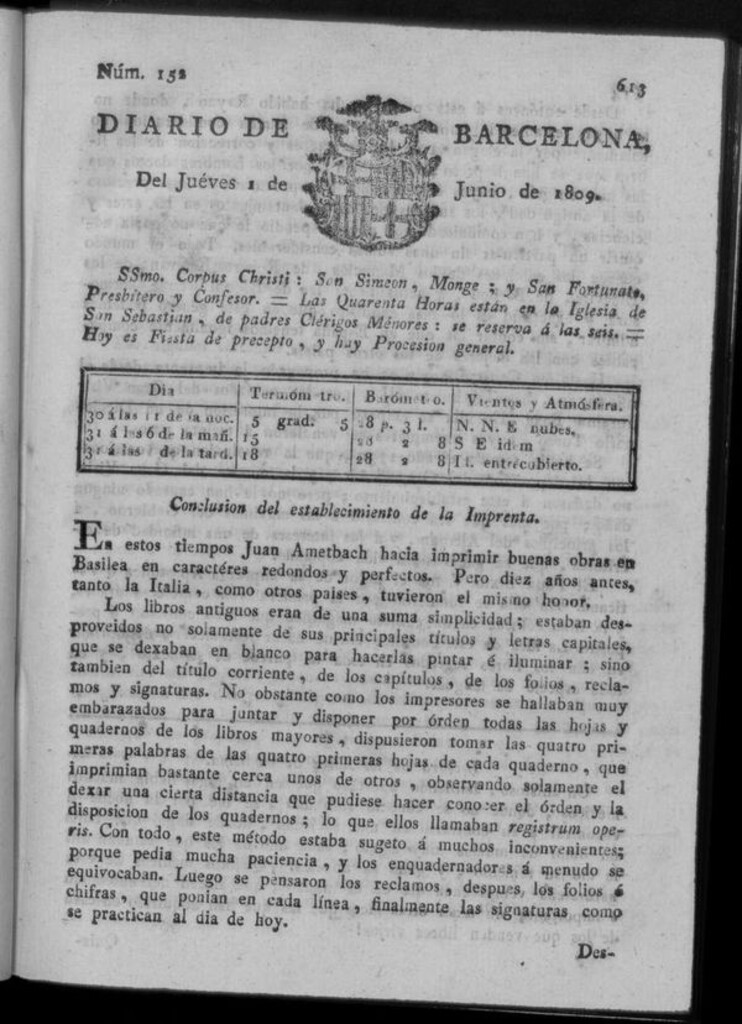 Núm. 152
613
DIARIO DE BARCELONA,
Del Juéves 1 de Junio de 1809.
SSmo. Corpus Christi: San Simeon, Monge; y San Fortunato,
Presbítero y Confesor. = Las Quarenta Horas están en la Iglesia de
San Sebastian, de padres Clérigos Ménores: se reserva á las seis. =
Hoy es Fiesta de precepto, y hay Procesion general.
Dia Termómetro. Barómetro. Vientos y Atmósfera.
30 á las 11 de la noc. 5 grad. 5 28 p. 3 l. N. N. E nubes.
31 á las 6 de la mañ. 15 28 2 8 S E idem
31 á las de la tard. 18 28 2 8 entrecubierto.
Conclusion del establecimiento de la Imprenta.
En estos tiempos Juan Ametbach hacia imprimir buenas obras en
Basilea en caractéres redondos y perfectos. Pero diez años antes,
tanto la Italia, como otros paises, tuvieron el mismo honor.
Los libros antiguos eran de una suma simplicidad; estaban des-
proveidos no solamente de sus principales títulos y letras capitales,
que se dexaban en blanco para hacerlas pintar é iluminar; sino
tambien del título corriente, de los capítulos, de los folios, recla-
mos y signaturas. No obstante como los impresores se hallaban muy
embarazados para juntar y disponer por órden todas las hojas y
quadernos de los libros mayores, dispusieron tomar las quatro pri-
meras palabras de las quatro primeras hojas de cada quaderno, que
imprimian bastante cerca unos de otros, observando solamente el
dexar una cierta distancia que pudiese hacer conocer el órden y la
disposicion de los quadernos; lo que ellos llamaban registrum ope-
ris. Con todo, este método estaba sugeto á muchos inconvenientes;
porque pedia mucha paciencia, y los enquadernadores á menudo se
equivocaban. Luego se pensaron los reclamos, despues los folios ó
chifras, que ponian en cada línea, finalmente las signaturas como
se practican al dia de hoy.
Des-